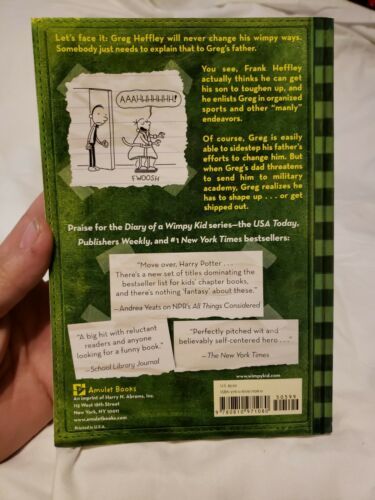 Let's face it: Greg Heffley will never change his wimpy ways.
Somebody just needs to explain that to Greg's father.
You see, Frank Heffley
actually thinks he can get
his son to toughen up, and
he enlists Greg in organized
sports and other "manly"
endeavors.
AAAHUHHHHH!
FWOOSH
Of course, Greg is easily
able to sidestep his father's
efforts to change him. But
when Greg's dad threatens
to send him to military
academy, Greg realizes he
has to shape up . . . or get
shipped out.
Praise for the Diary of a Wimpy Kid series—the USA Today,
Publishers Weekly, and #1 New York Times bestsellers:
"Move over, Harry Potter . . .
There's a new set of titles dominating the
bestseller list for kids' chapter books,
and there's nothing 'fantasy' about these."
—Andrea Yeats on NPR's All Things Considered
"A big hit with reluctant
readers and anyone
looking for a funny book."
—School Library Journal
"Perfectly pitched wit and
believably self-centered hero . . . ."
—The New York Times
Amulet Books
An imprint of Harry N. Abrams, Inc.
115 West 18th Street
New York, NY 10011
www.amuletbooks.com
Printed in U.S.A.
www.wimpykid.com
50599
9 780810 971080